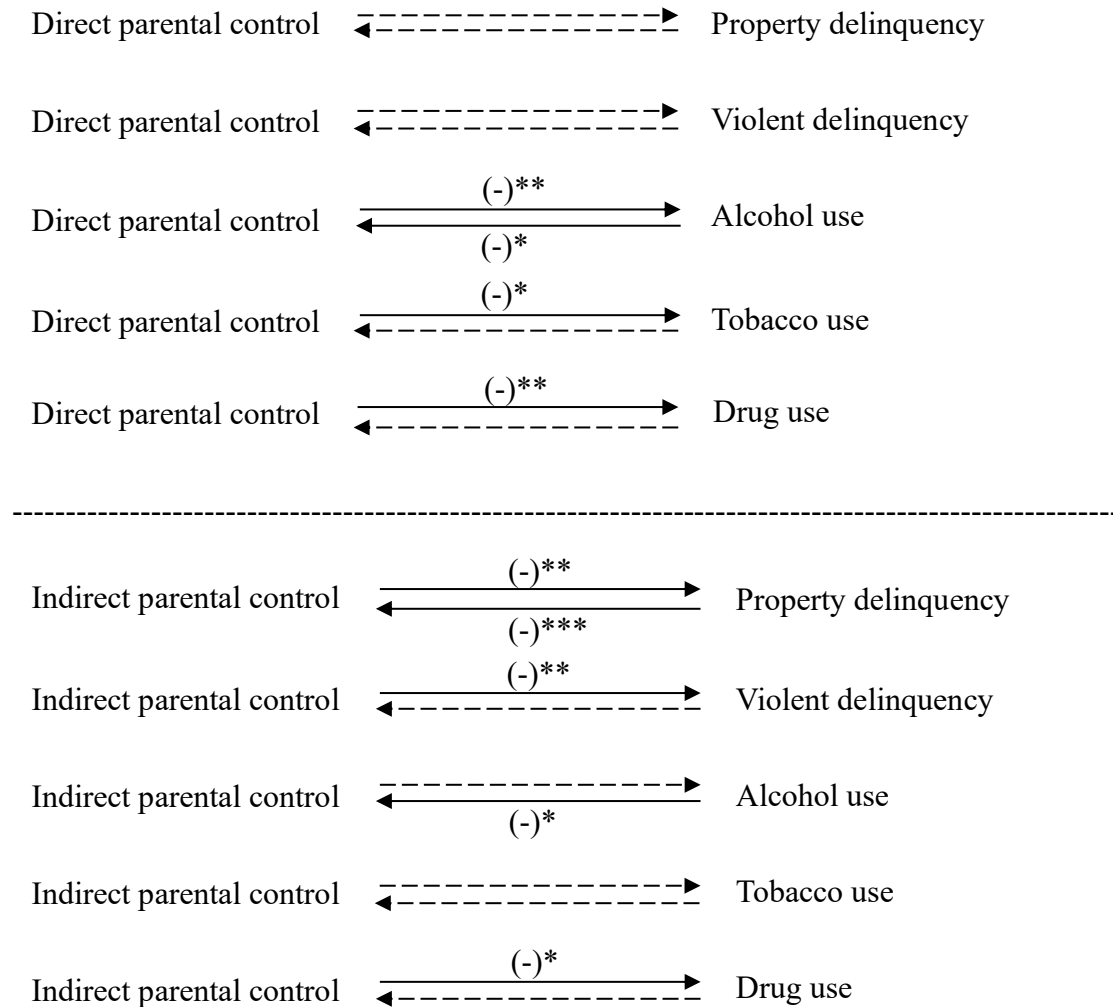 Direct parental control Property delinquency
Direct parental control Violent delinquency
(-)**
Direct parental control Alcohol use
(-)*
(-)*
Direct parental control Tobacco use
(-)**
Direct parental control Drug use
(-)**
Indirect parental control Property delinquency
(-)***
(-)**
Indirect parental control Violent delinquency
Indirect parental control Alcohol use
(-)*
Indirect parental control Tobacco use
(-)*
Indirect parental control Drug use